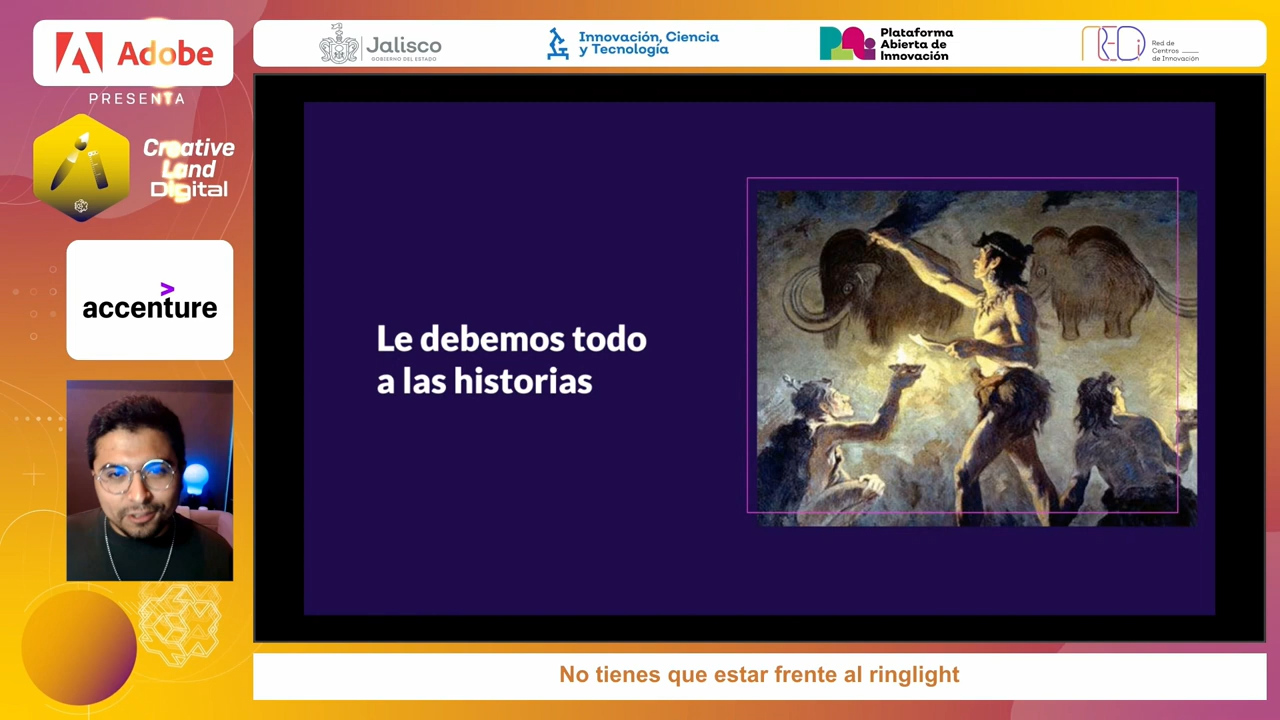 Adobe
PRESENTA
Creative
Land
Digital
accenture
Jalisco
GOBIERNO DEL ESTADO
Innovación, Ciencia
y Tecnología
Plataforma
Abierta de
Innovación
REDi
Red de
Centros
de Innovación
Le debemos todo
a las historias
No tienes que estar frente al ringlight